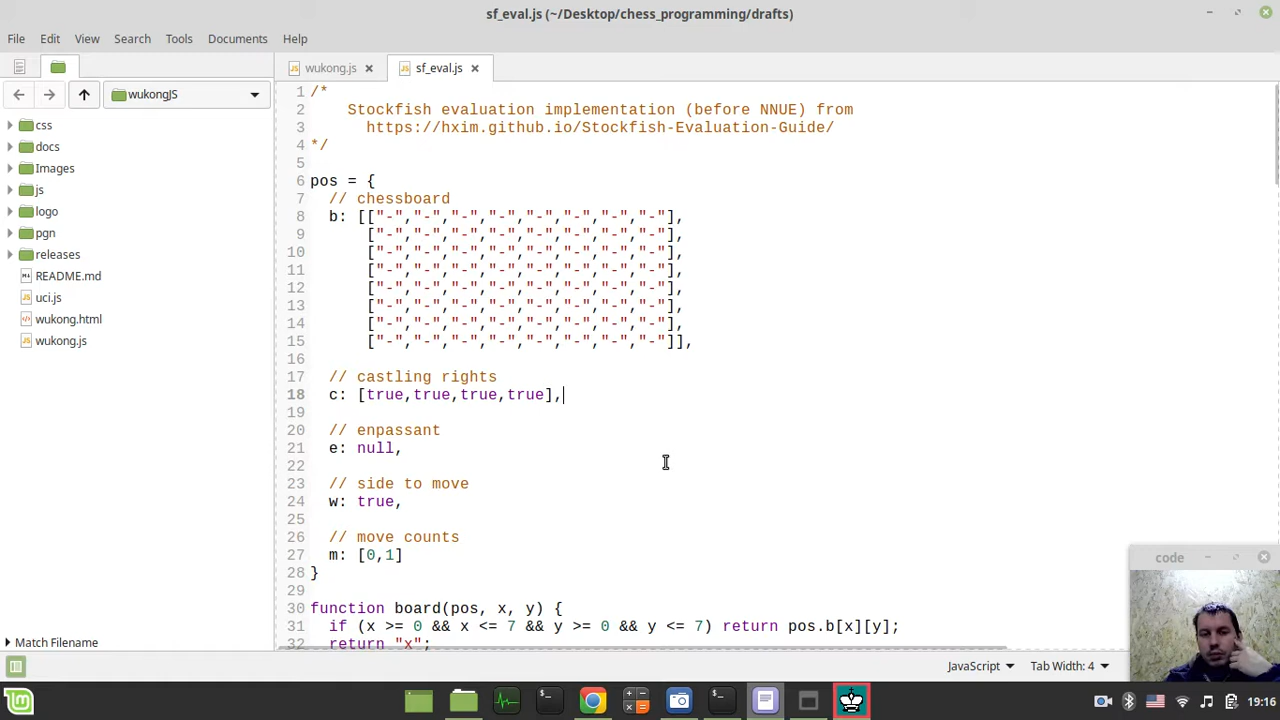 sf_eval.js (~/Desktop/chess_programming/drafts)
File Edit View Search Tools Documents Help
wukong.js sf_eval.js
wukongJS
css
docs
Images
js
logo
pgn
releases
README.md
uci.js
wukong.html
wukong.js
Match Filename
1 /*
2     Stockfish evaluation implementation (before NNUE) from
3       https://hxim.github.io/Stockfish-Evaluation-Guide/
4 */
5
6 pos = {
7   // chessboard
8   b: [["-","-","-","-","-","-","-","-"],
9       ["-","-","-","-","-","-","-","-"],
10       ["-","-","-","-","-","-","-","-"],
11       ["-","-","-","-","-","-","-","-"],
12       ["-","-","-","-","-","-","-","-"],
13       ["-","-","-","-","-","-","-","-"],
14       ["-","-","-","-","-","-","-","-"],
15       ["-","-","-","-","-","-","-","-"]],
16
17   // castling rights
18   c: [true,true,true,true],
19
20   // enpassant
21   e: null,
22
23   // side to move
24   w: true,
25
26   // move counts
27   m: [0,1]
28 }
29
30 function board(pos, x, y) {
31   if (x >= 0 && x <= 7 && y >= 0 && y <= 7) return pos.b[x][y];
32   return "x";
code
JavaScript Tab Width: 4
19:16